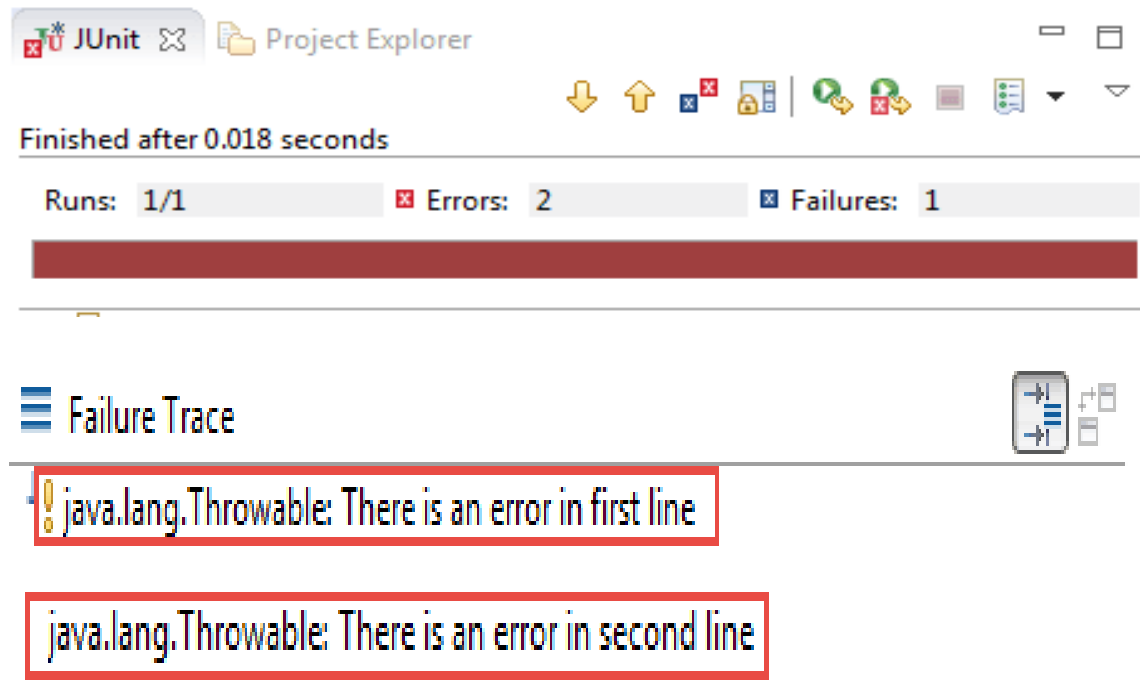 JUnit Project Explorer
Finished after 0.018 seconds
Runs: 1/1 Errors: 2 Failures: 1
Failure Trace
java.lang.Throwable: There is an error in first line
java.lang.Throwable: There is an error in second line